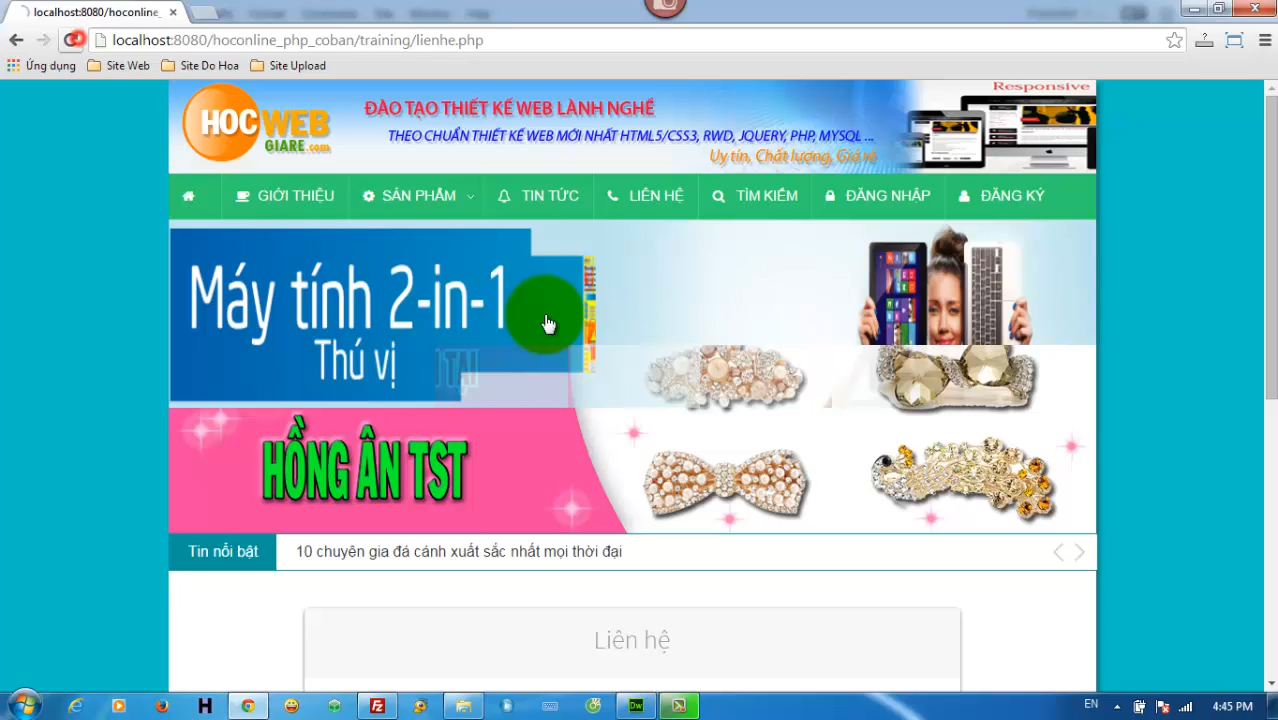 localhost:8080/hoconline_
localhost:8080/hoconline_php_coban/training/lienhe.php
Ứng dụng Site Web Site Do Hoa Site Upload
HOCWEB
GIARE.com
ĐÀO TẠO THIẾT KẾ WEB LÀNH NGHỀ
THEO CHUẨN THIẾT KẾ WEB MỚI NHẤT HTML5/CSS3, RWD, JQUERY, PHP, MYSQL ...
Uy tín, Chất lượng, Giá rẻ
Responsive
GIỚI THIỆU SẢN PHẨM TIN TỨC LIÊN HỆ TÌM KIẾM ĐĂNG NHẬP ĐĂNG KÝ
Máy tính 2-in-1
Thú vị
HỒNG ÂN TST
Tin nổi bật 10 chuyên gia đá cánh xuất sắc nhất mọi thời đại
Liên hệ
EN 4:45 PM